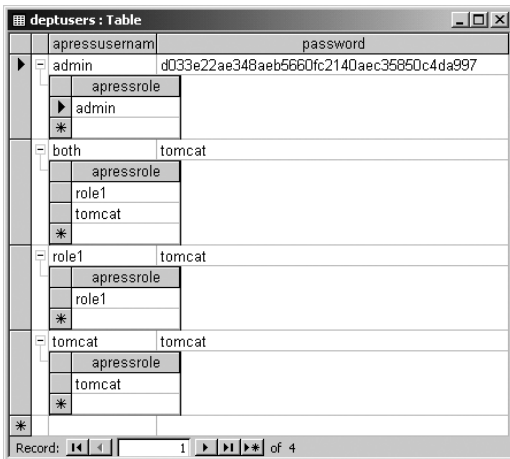 deptusers : Table
apressusernam password
admin d033e22ae348aeb5660fc2140aec35850c4da997
apressrole
admin
both tomcat
apressrole
role1
tomcat
role1 tomcat
apressrole
role1
tomcat tomcat
apressrole
tomcat
Record: 1 of 4